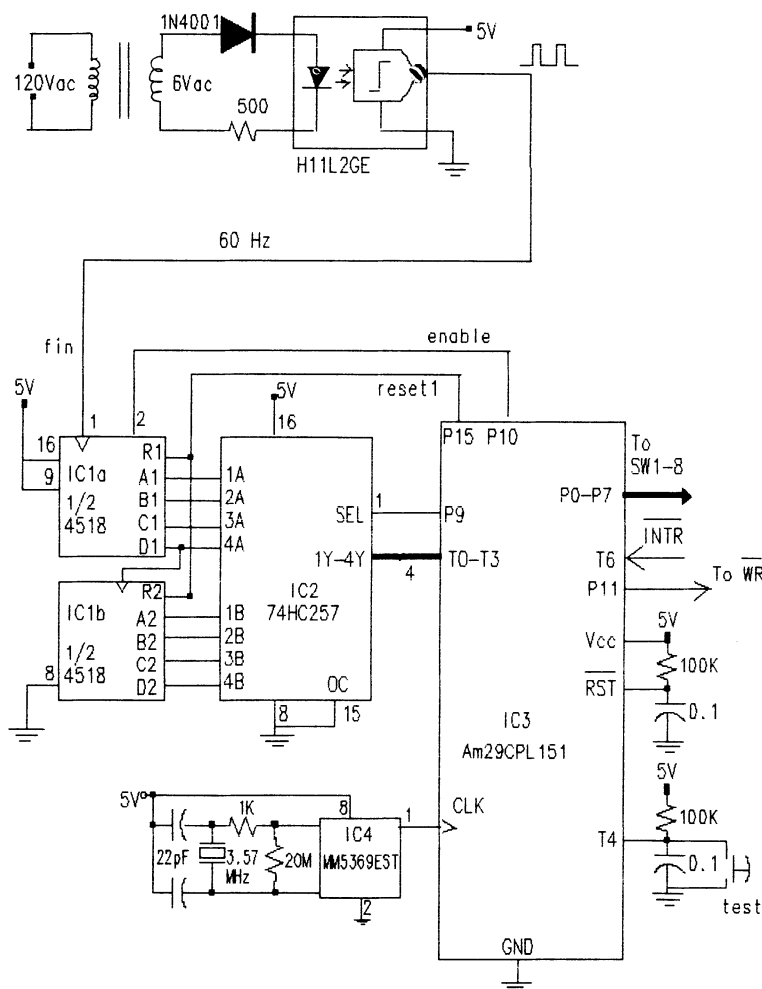 1N4001
5V
120Vac
6Vac
500
H11L2GE
60 Hz
fin
enable
reset1
5V
5V
1
2
16
16
9
IC1a
1/2
4518
R1
A1
B1
C1
D1
1A
2A
3A
4A
SEL
1
P9
1Y-4Y
4
T0-T3
P15 P10
To
SW1-8
P0-P7
INTR
T6
P11
To WR
IC2
74HC257
R2
IC1b
1/2
4518
A2
B2
C2
D2
1B
2B
3B
4B
OC
8
8
15
5V
Vcc
100K
RST
0.1
IC3
Am29CPL151
5V
1K
8
1
CLK
IC4
MM5369EST
22pF
3.57
MHz
20M
2
5V
100K
T4
0.1
test
GND